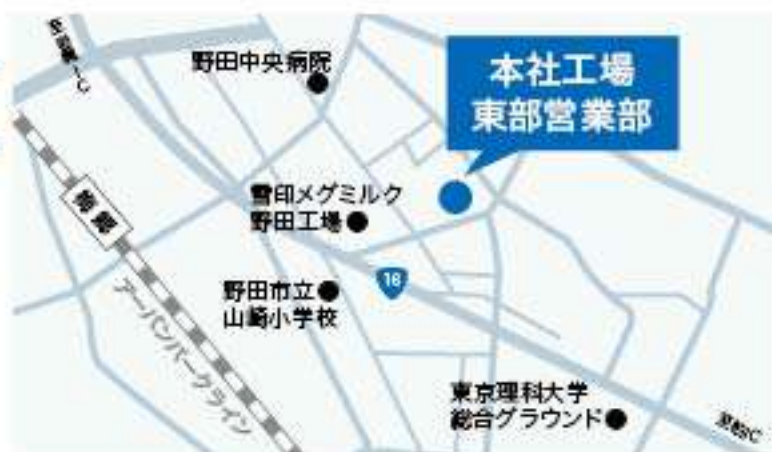 野田中央病院
本社工場
東部営業部
雪印メグミルク
野田工場
梅郷
16
野田市立
山崎小学校
アーバンパークライン
東京理科大学
総合グラウンド